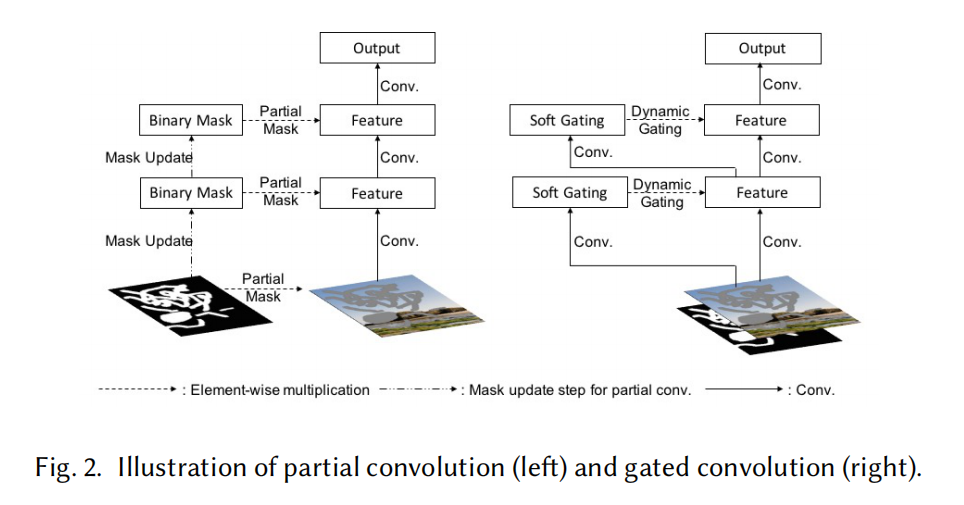 Output
Output
Conv.
Conv.
Binary Mask
Partial
Mask
Feature
Soft Gating
Dynamic
Gating
Feature
Mask Update
Conv.
Conv.
Conv.
Binary Mask
Partial
Mask
Feature
Soft Gating
Dynamic
Gating
Feature
Mask Update
Conv.
Conv.
Conv.
Partial
Mask
: Element-wise multiplication
: Mask update step for partial conv.
: Conv.
Fig. 2. Illustration of partial convolution (left) and gated convolution (right).